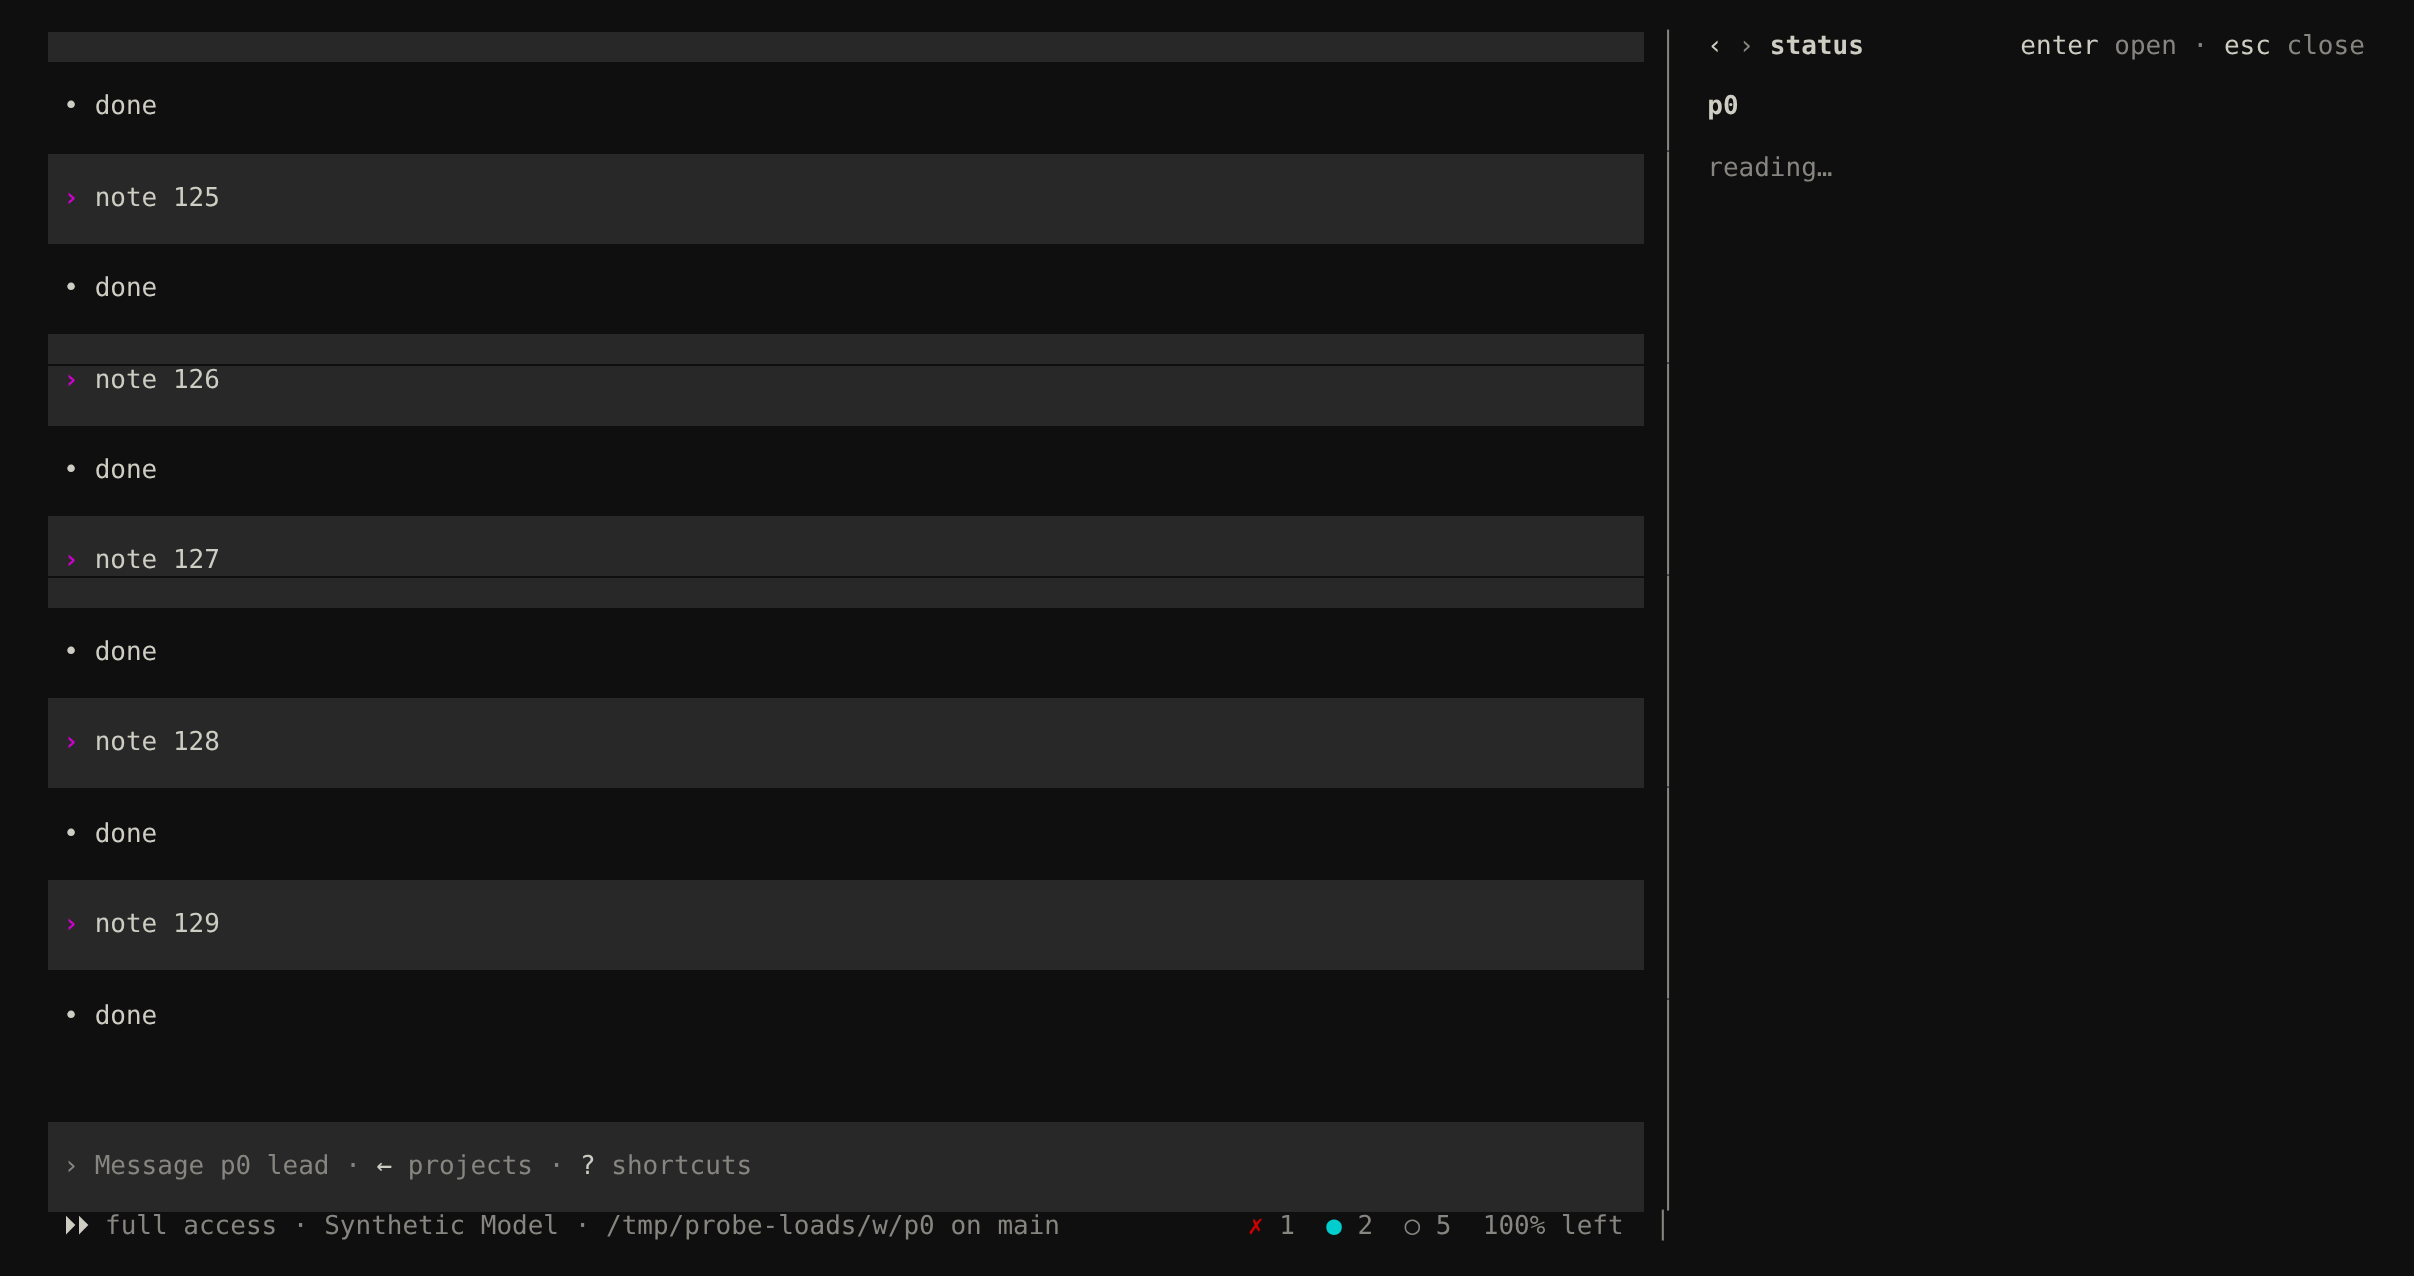 • done
› note 125
• done
› note 126
• done
› note 127
• done
› note 128
• done
› note 129
• done
› Message p0 lead · ← projects · ? shortcuts
⏵⏵ full access · Synthetic Model · /tmp/probe-loads/w/p0 on main ✗ 1 ● 2 ○ 5 100% left
‹ › status enter open · esc close
p0
reading…